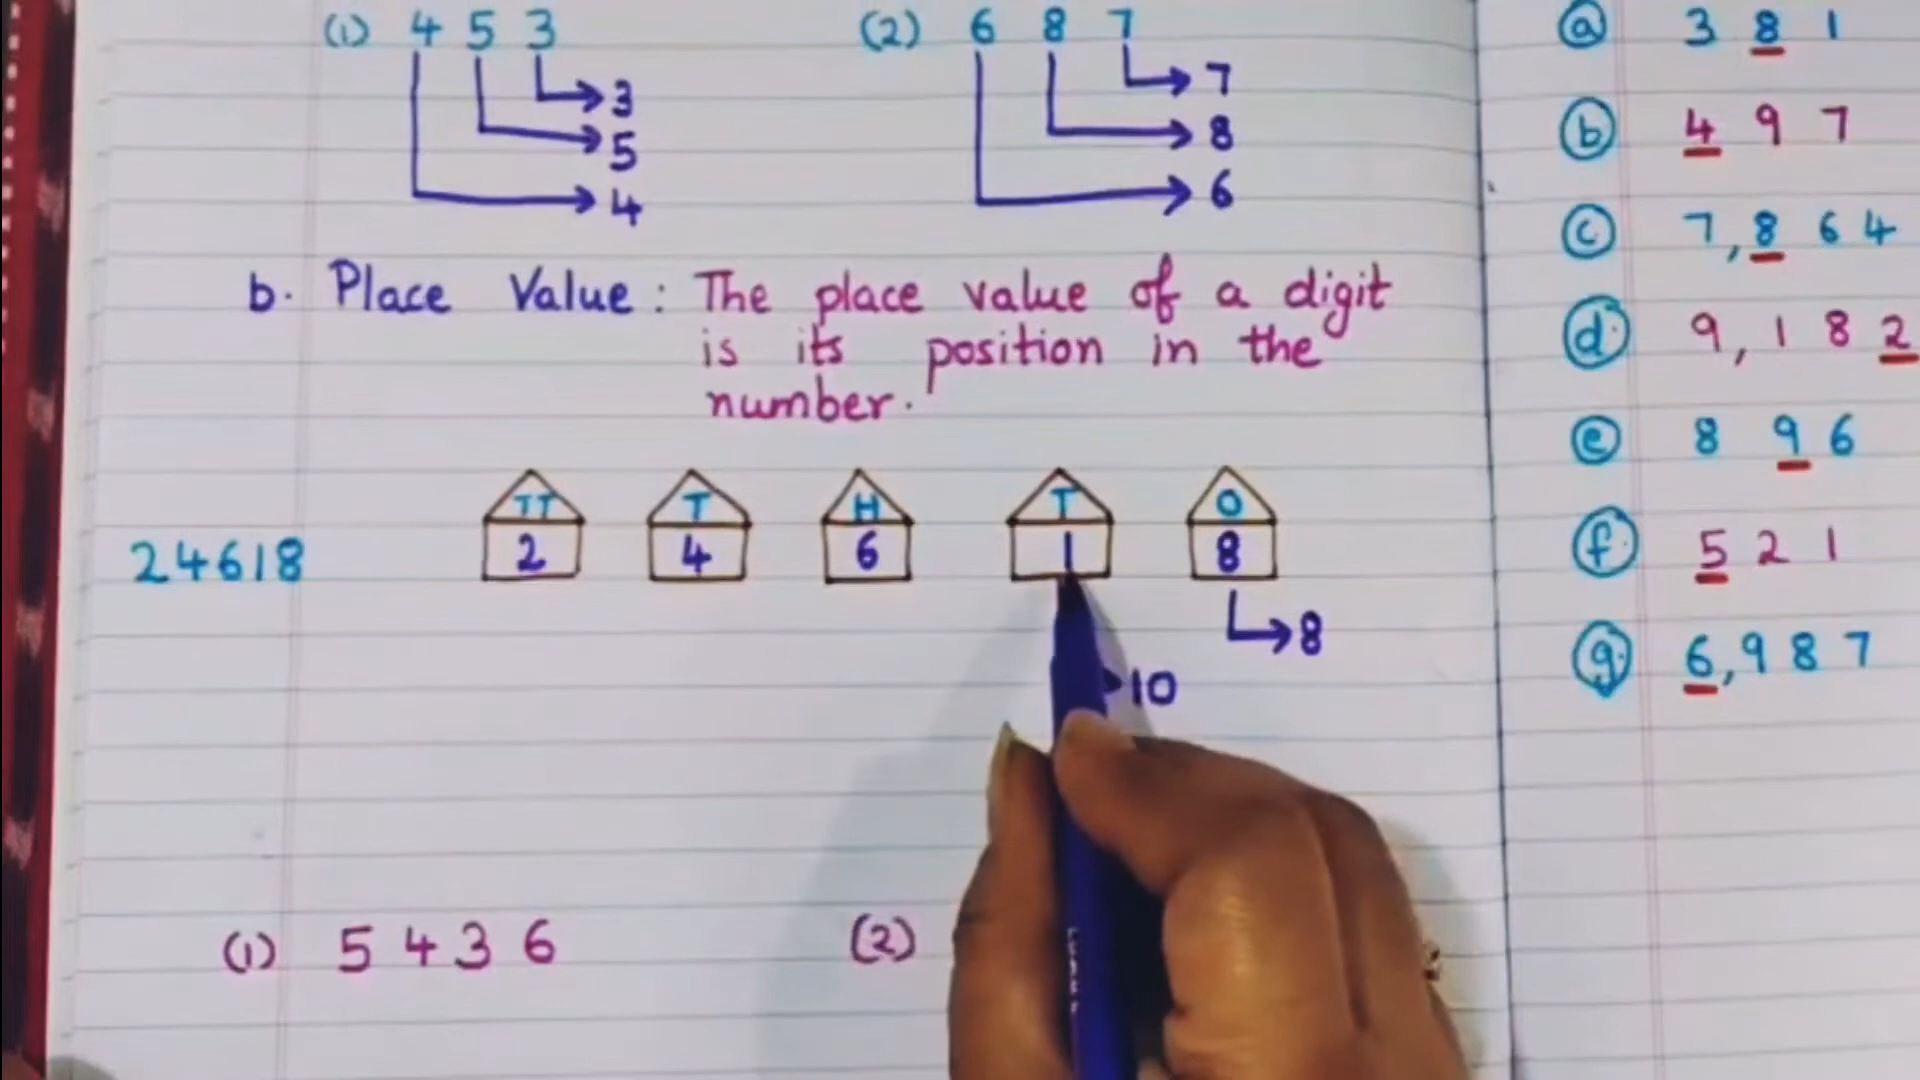 (1) 4 5 3
3
5
4
(2) 6 8 7
7
8
6
b. Place Value: The place value of a digit
is its position in the
number.
24618
TT T H T O
2 4 6 1 8
8
10
(1) 5 4 3 6
(2)
a 3 8 1
b 4 9 7
c 7,8 6 4
d. 9,1 8 2
e 8 9 6
f. 5 2 1
g. 6,9 8 7